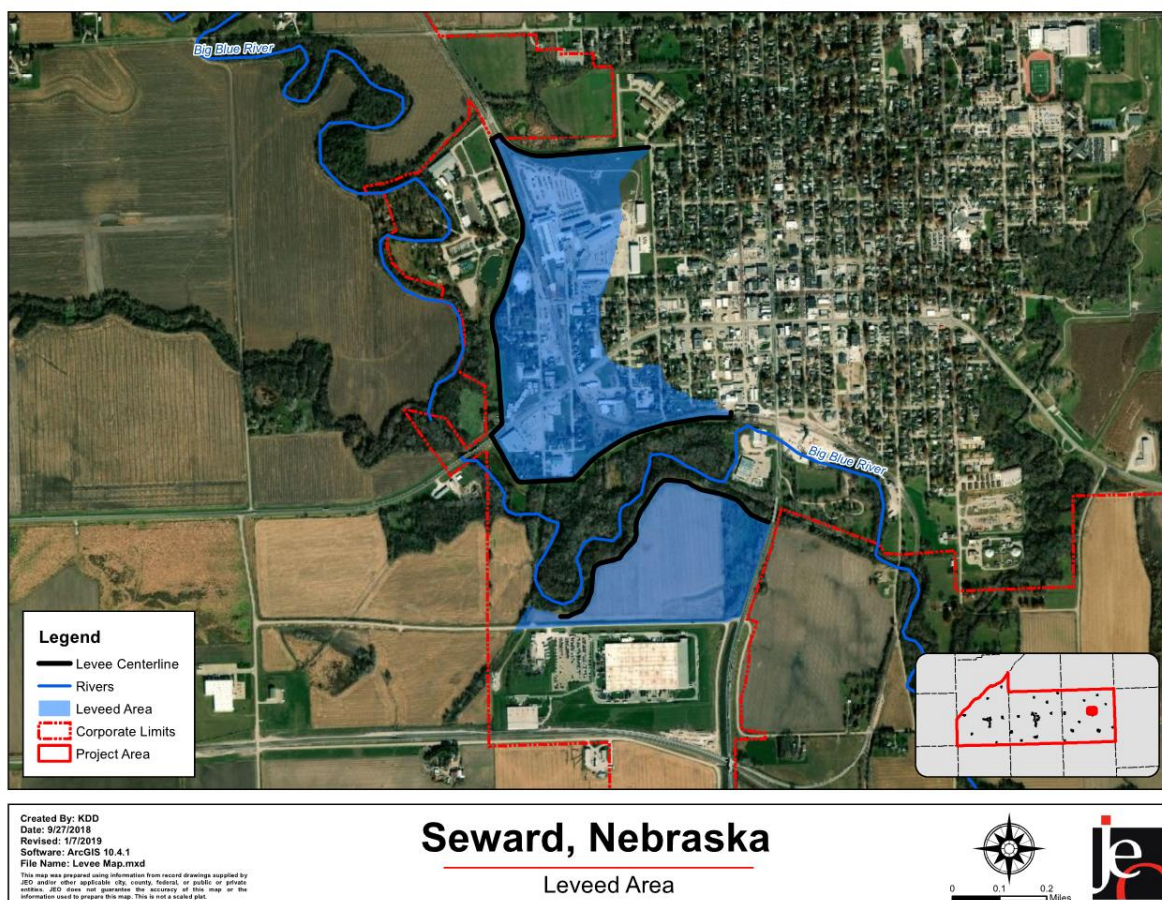 Big Blue River
Big Blue River
Legend
Levee Centerline
Rivers
Leveed Area
Corporate Limits
Project Area
Created By: KDD
Date: 9/27/2018
Revised: 1/7/2019
Software: ArcGIS 10.4.1
File Name: Levee Map.mxd
This map was prepared using information from record drawings supplied by
JEO and/or other applicable city, county, federal, or public or private
entities. JEO does not guarantee the accuracy of this map or the
information used to prepare this map. This is not a scaled plat.
Seward, Nebraska
Leveed Area
0 0.1 0.2
Miles
jeo